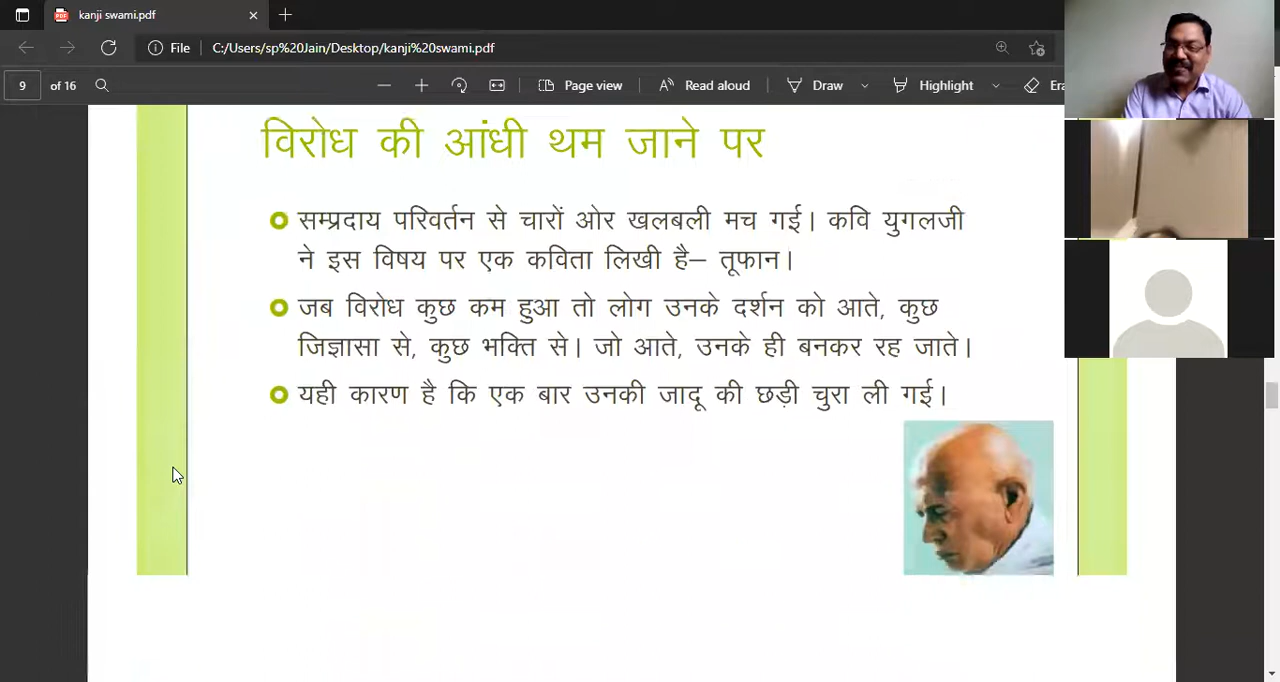 kanji swami.pdf
File C:/Users/sp%20Jain/Desktop/kanji%20swami.pdf
9 of 16 Page view Read aloud Draw Highlight Era
विरोध की आंधी थम जाने पर
सम्प्रदाय परिवर्तन से चारों ओर खलबली मच गई। कवि युगलजी
ने इस विषय पर एक कविता लिखी है– तूफान।
जब विरोध कुछ कम हुआ तो लोग उनके दर्शन को आते, कुछ
जिज्ञासा से, कुछ भक्ति से। जो आते, उनके ही बनकर रह जाते।
यही कारण है कि एक बार उनकी जादू की छड़ी चुरा ली गई।